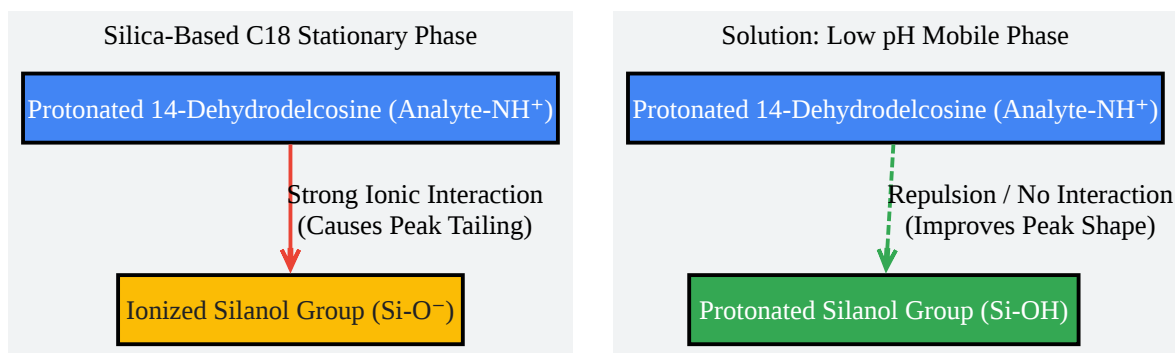 Silica-Based C18 Stationary Phase
Protonated 14-Dehydrodelcosine (Analyte-NH⁺)
Strong Ionic Interaction
(Causes Peak Tailing)
Ionized Silanol Group (Si-O⁻)
Solution: Low pH Mobile Phase
Protonated 14-Dehydrodelcosine (Analyte-NH⁺)
Repulsion / No Interaction
(Improves Peak Shape)
Protonated Silanol Group (Si-OH)